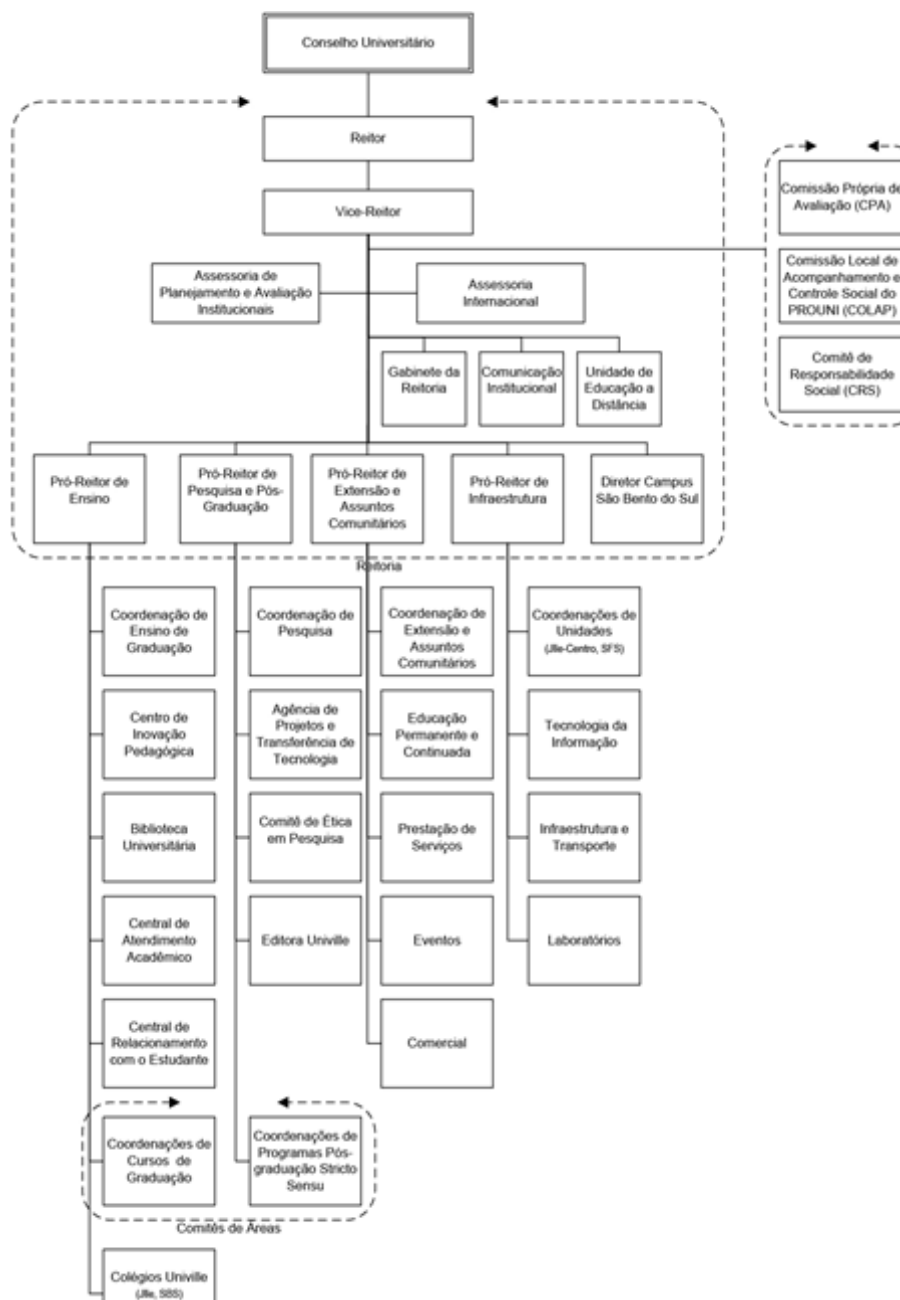 Conselho Universitário
Reitor
Vice-Reitor
Comissão Própria de
Avaliação (CPA)
Comissão Local de
Acompanhamento e
Controle Social do
PROUNI (COLAP)
Comitê de
Responsabilidade
Social (CRS)
Assessoria de
Planejamento e Avaliação
Institucionais
Assessoria
Internacional
Gabinete da
Reitoria
Comunicação
Institucional
Unidade de
Educação a
Distância
Pró-Reitor de
Ensino
Pró-Reitor de
Pesquisa e Pós-
Graduação
Pró-Reitor de
Extensão e
Assuntos
Comunitários
Pró-Reitor de
Infraestrutura
Diretor Campus
São Bento do Sul
Reitoria
Coordenação de
Ensino de
Graduação
Coordenação de
Pesquisa
Coordenação de
Extensão e
Assuntos
Comunitários
Coordenações de
Unidades
(Jlle-Centro, SFS)
Centro de
Inovação
Pedagógica
Agência de
Projetos e
Transferência de
Tecnologia
Educação
Permanente e
Continuada
Tecnologia da
Informação
Biblioteca
Universitária
Comitê de Ética
em Pesquisa
Prestação de
Serviços
Infraestrutura e
Transporte
Central de
Atendimento
Acadêmico
Editora Univille
Eventos
Laboratórios
Central de
Relacionamento
com o Estudante
Comercial
Coordenações de
Cursos de
Graduação
Coordenações de
Programas Pós-
graduação Stricto
Sensu
Comitês de Áreas
Colégios Univille
(Jlle, SBS)